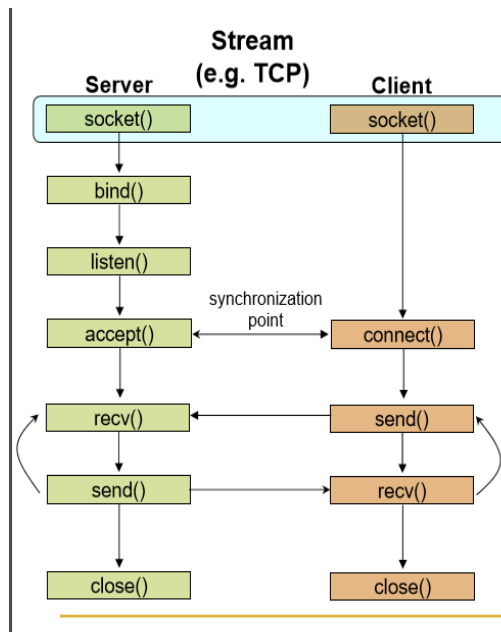 Stream
(e.g. TCP)
Server
Client
socket()
socket()
bind()
listen()
synchronization
point
accept()
connect()
recv()
send()
send()
recv()
close()
close()